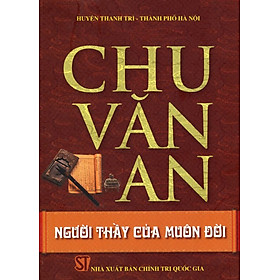 HUYỆN THANH TRÌ - THÀNH PHỐ HÀ NỘI
CHU
VĂN
AN
NGƯỜI THẦY CỦA MUÔN ĐỜI
ST NHÀ XUẤT BẢN CHÍNH TRỊ QUỐC GIA